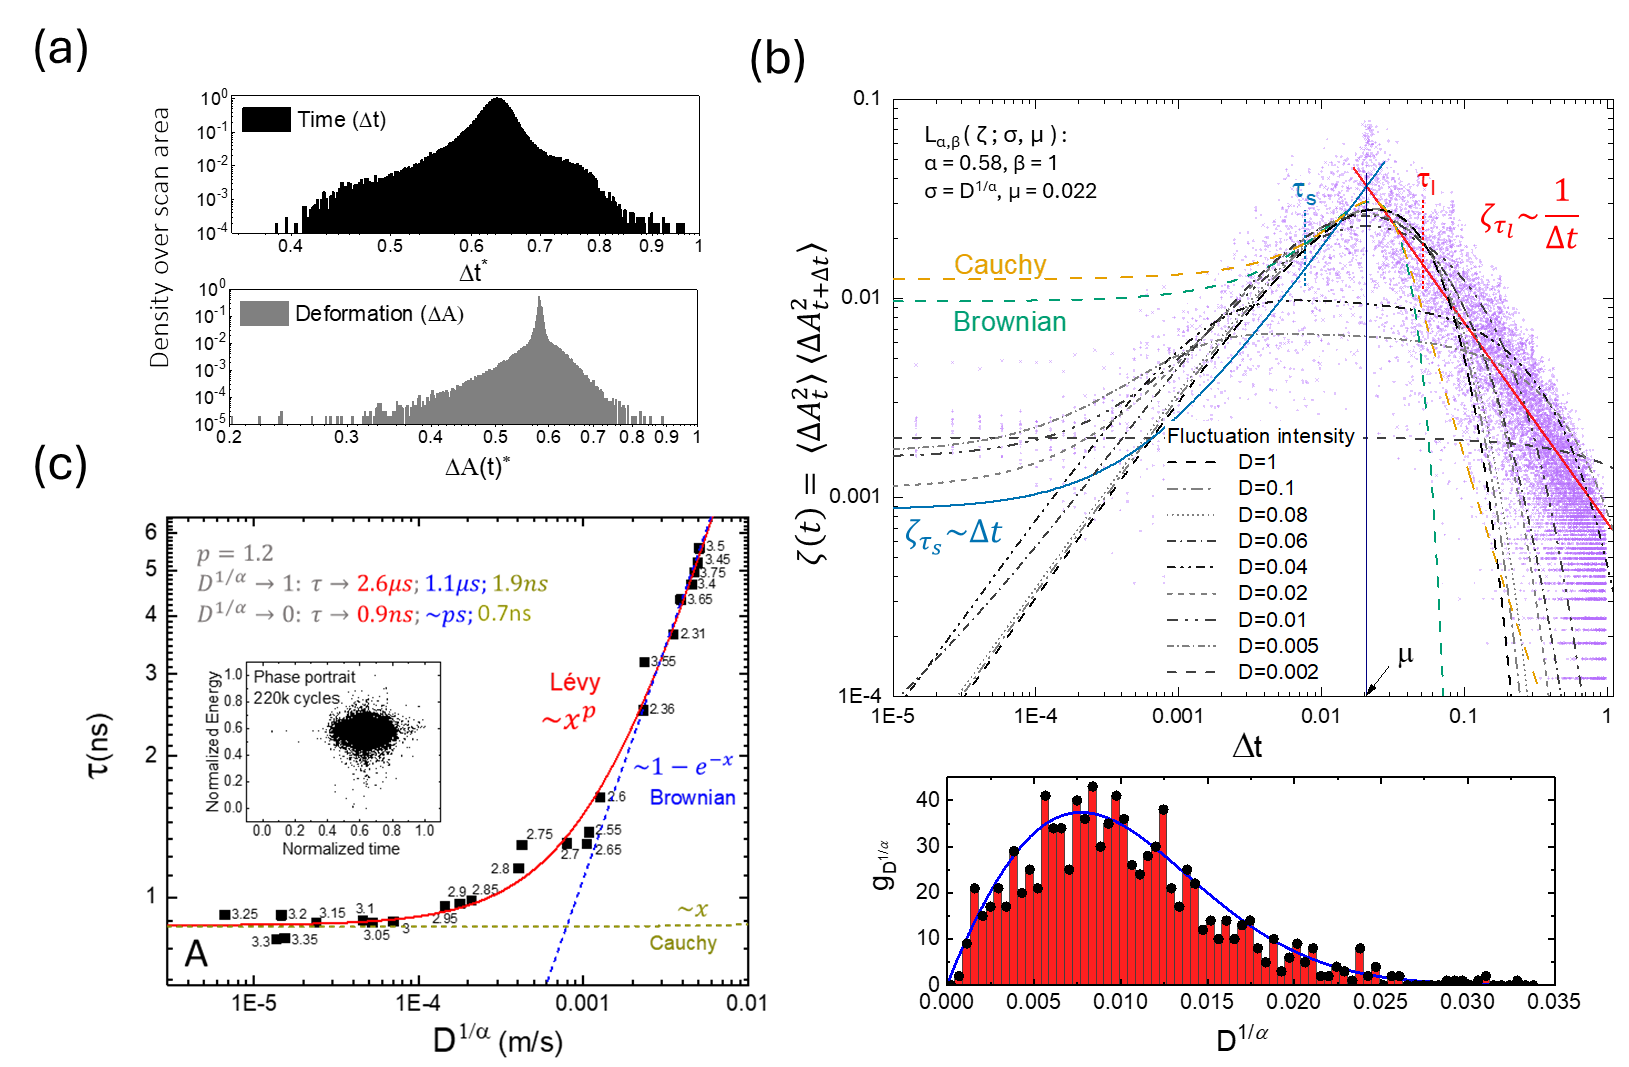 (a)
Density over scan area
10^0
10^-1
10^-2
10^-3
10^-4
Time (Δt)
0.4 0.5 0.6 0.7 0.8 0.9 1
Δt*
10^0
10^-1
10^-2
10^-3
10^-4
10^-5
Deformation (ΔA)
0.2 0.3 0.4 0.5 0.6 0.7 0.8 0.9 1
ΔA(t)*
(b)
ζ(t) = ⟨ΔA_t^2⟩ ⟨ΔA_{t+Δt}^2⟩
0.1
0.01
0.001
1E-4
L_{α,β}( ζ ; σ, μ ) :
α = 0.58, β = 1
σ = D^{1/α}, μ = 0.022
τ_s
τ_l
ζ_{τ_l} ~ 1/Δt
Cauchy
Brownian
ζ_{τ_s}~Δt
Fluctuation intensity
D=1
D=0.1
D=0.08
D=0.06
D=0.04
D=0.02
D=0.01
D=0.005
D=0.002
μ
1E-5 1E-4 0.001 0.01 0.1 1
Δt
(c)
τ(ns)
6
5
4
3
2
1
p = 1.2
D^{1/α} → 1: τ → 2.6μs; 1.1μs; 1.9ns
D^{1/α} → 0: τ → 0.9ns; ~ps; 0.7ns
Phase portrait
220k cycles
Normalized Energy
1.0
0.8
0.6
0.4
0.2
0.0
0.0 0.2 0.4 0.6 0.8 1.0
Normalized time
Lévy
~x^p
~1 − e^{−x}
Brownian
~x
Cauchy
3.5
3.45
3.75
3.4
3.65
2.31
3.55
2.36
2.6
2.55
2.65
2.7
2.75
2.8
2.85
2.9
2.95
3
3.05
3.1
3.15
3.2
3.25
3.3
3.35
A
1E-5 1E-4 0.001 0.01
D^{1/α} (m/s)
g_{D^{1/α}}
40
30
20
10
0
0.000 0.005 0.010 0.015 0.020 0.025 0.030 0.035
D^{1/α}